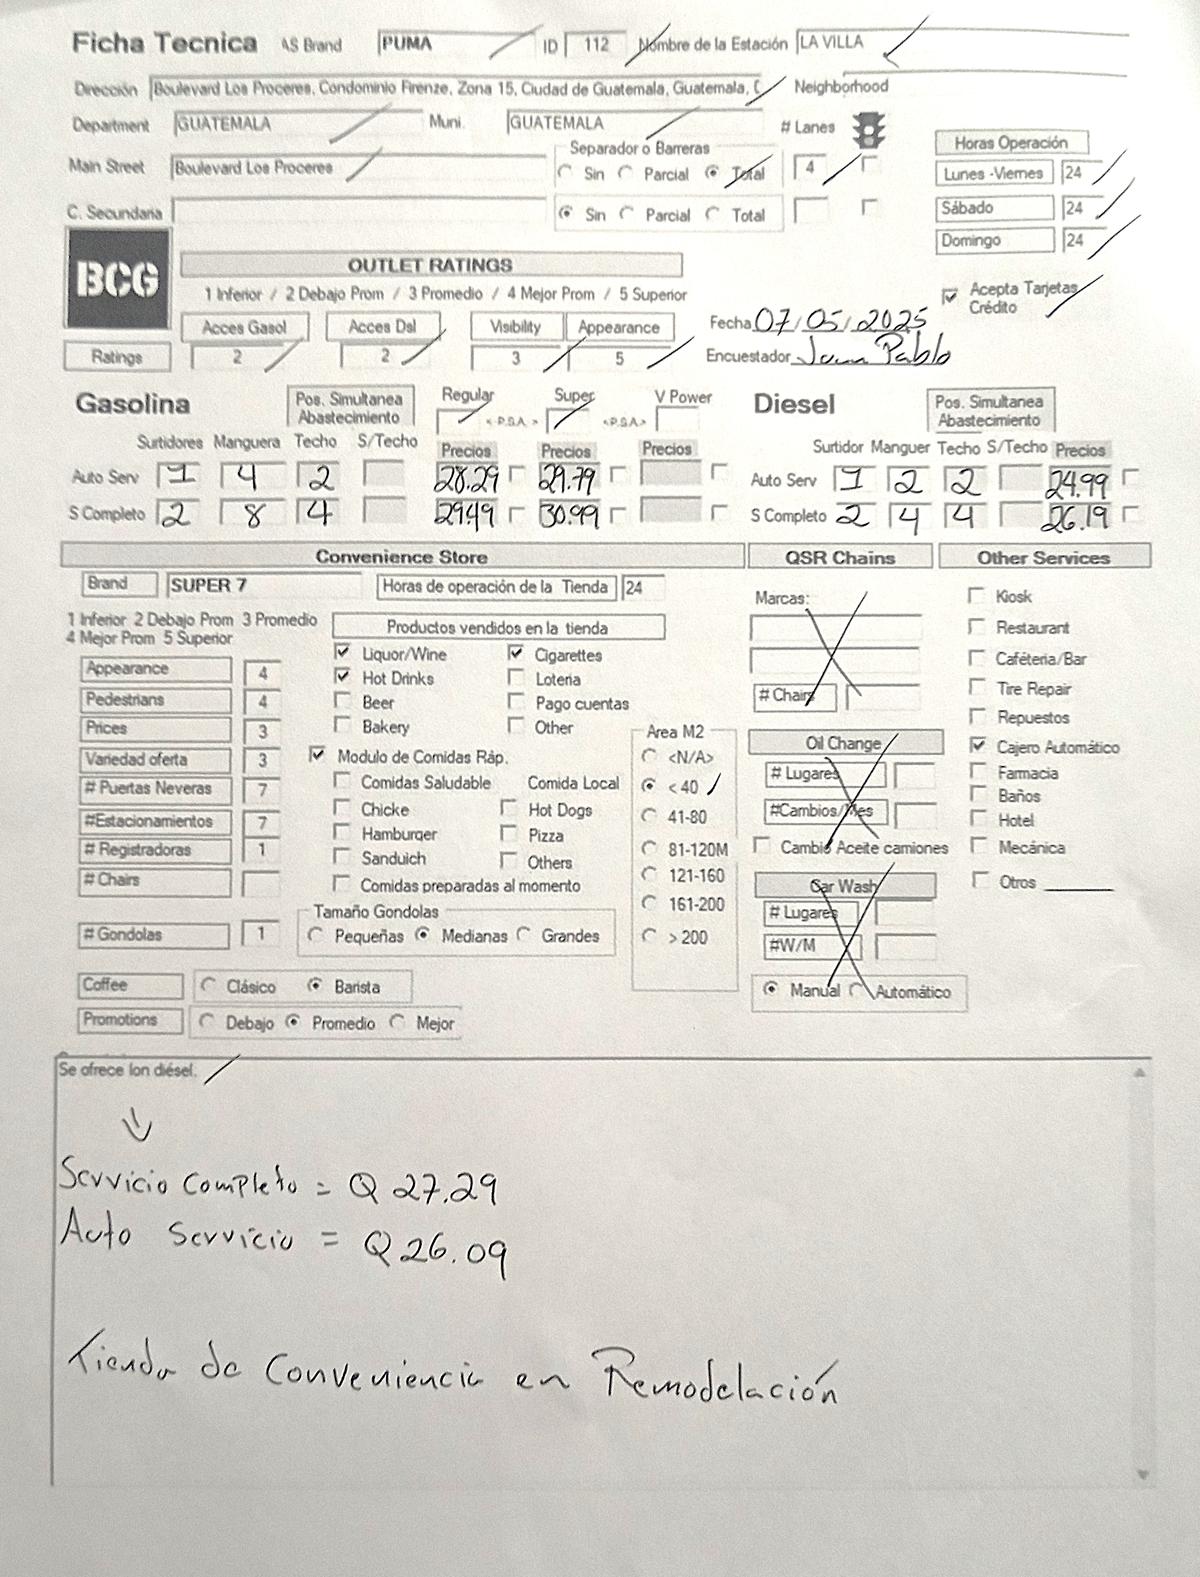 Ficha Tecnica AS Brand PUMA ID 112 Nombre de la Estación LA VILLA
Dirección Boulevard Los Proceres, Condominio Firenze, Zona 15, Ciudad de Guatemala, Guatemala, Neighborhood
Department GUATEMALA Muni. GUATEMALA # Lanes
Separador o Barreras Horas Operación
Main Street Boulevard Los Proceres Sin Parcial Total 4 Lunes -Viernes 24
C. Secundaria Sin Parcial Total Sábado 24
Domingo 24
BCG OUTLET RATINGS
1 Inferior / 2 Debajo Prom / 3 Promedio / 4 Mejor Prom / 5 Superior Acepta Tarjetas Crédito
Acces Gasol Acces Dsl Visibility Appearance Fecha 07/05/2025
Ratings 2 2 3 5 Encuestador Juan Pablo
Gasolina Pos. Simultanea Abastecimiento Regular <P.S.A.> Super <P.S.A.> V Power Diesel Pos. Simultanea Abastecimiento
Surtidores Manguera Techo S/Techo Precios Precios Precios Surtidor Manguer Techo S/Techo Precios
Auto Serv 1 4 2 28.29 29.79 Auto Serv 1 2 2 24.99
S Completo 2 8 4 29.49 30.99 S Completo 2 4 4 26.19
Convenience Store QSR Chains Other Services
Brand SUPER 7 Horas de operación de la Tienda 24 Marcas: Kiosk
1 Inferior 2 Debajo Prom 3 Promedio
4 Mejor Prom 5 Superior Productos vendidos en la tienda Restaurant
Liquor/Wine Cigarettes Caféteria/Bar
Appearance 4 Hot Drinks Loteria Tire Repair
Pedestrians 4 Beer Pago cuentas # Chairs
Prices 3 Bakery Other Area M2 Repuestos
Variedad oferta 3 Modulo de Comidas Ráp. <N/A> Oil Change Cajero Automático
# Puertas Neveras 7 Comidas Saludable Comida Local < 40 # Lugares Farmacia
Chicke Hot Dogs 41-80 #Cambios/Mes Baños
#Estacionamientos 7 Hamburger Pizza Hotel
# Registradoras 1 Sanduich Others 81-120M Cambio Aceite camiones Mecánica
# Chairs Comidas preparadas al momento 121-160 Car Wash Otros
Tamaño Gondolas 161-200 # Lugares
# Gondolas 1 Pequeñas Medianas Grandes > 200 #W/M
Coffee Clásico Barista Manual Automático
Promotions Debajo Promedio Mejor
Se ofrece Ion diésel.
Servicio Completo = Q 27.29
Auto Servicio = Q 26.09
Tienda de Conveniencia en Remodelación